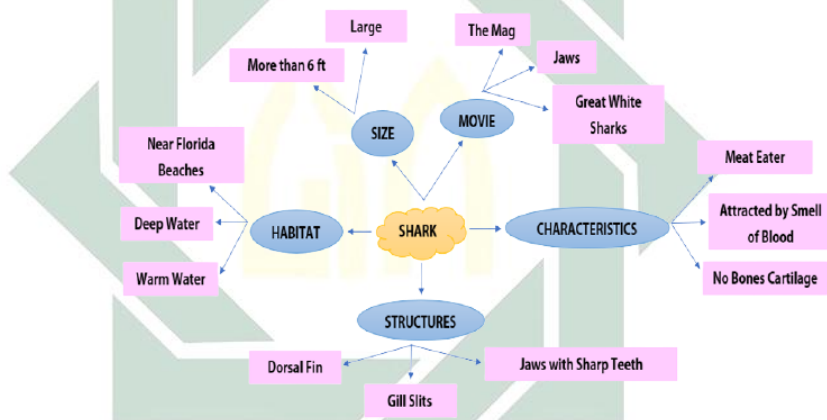 Large
The Mag
More than 6 ft
Jaws
Great White
Sharks
SIZE
MOVIE
Near Florida
Beaches
Meat Eater
Deep Water
HABITAT
SHARK
CHARACTERISTICS
Attracted by Smell
of Blood
Warm Water
No Bones Cartilage
STRUCTURES
Dorsal Fin
Jaws with Sharp Teeth
Gill Slits